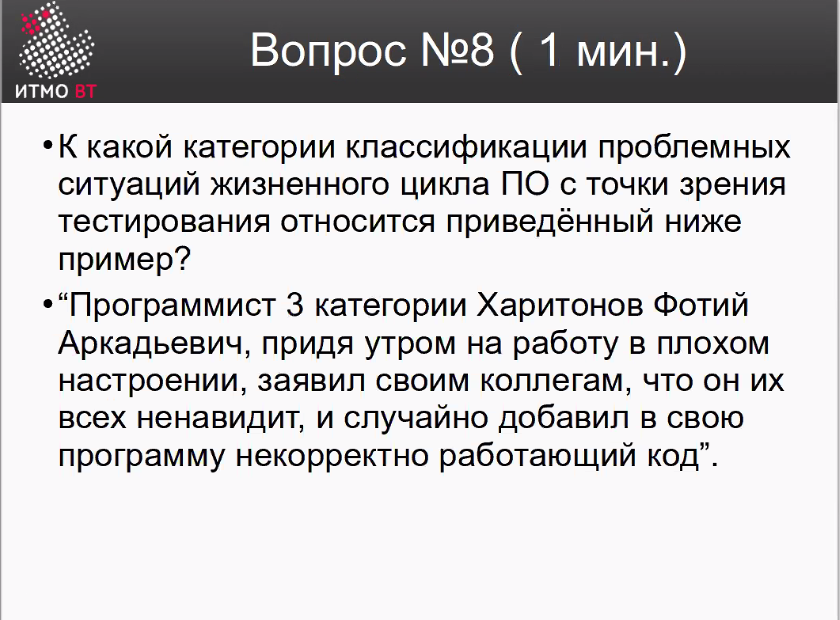 ИТМО ВТ
Вопрос №8 ( 1 мин.)
•К какой категории классификации проблемных
ситуаций жизненного цикла ПО с точки зрения
тестирования относится приведённый ниже
пример?
•“Программист 3 категории Харитонов Фотий
Аркадьевич, придя утром на работу в плохом
настроении, заявил своим коллегам, что он их
всех ненавидит, и случайно добавил в свою
программу некорректно работающий код”.